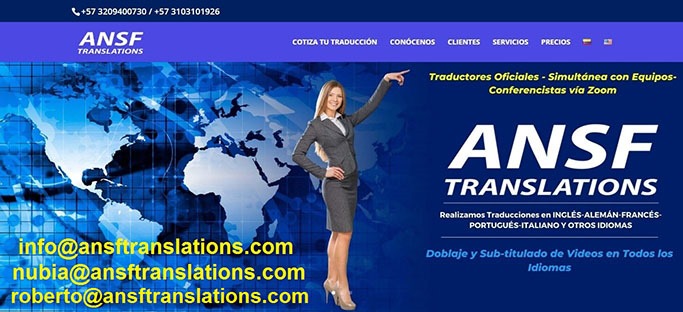 +57 3209400730 / +57 3103101926
ANSF
TRANSLATIONS
COTIZA TU TRADUCCIÓN CONÓCENOS CLIENTES SERVICIOS PRECIOS
Traductores Oficiales - Simultánea con Equipos-
Conferencistas vía Zoom
ANSF
TRANSLATIONS
Realizamos Traducciones en INGLÉS-ALEMÁN-FRANCÉS-
PORTUGUÉS-ITALIANO Y OTROS IDIOMAS
Doblaje y Sub-titulado de Videos en Todos los
Idiomas
info@ansftranslations.com
nubia@ansftranslations.com
roberto@ansftranslations.com